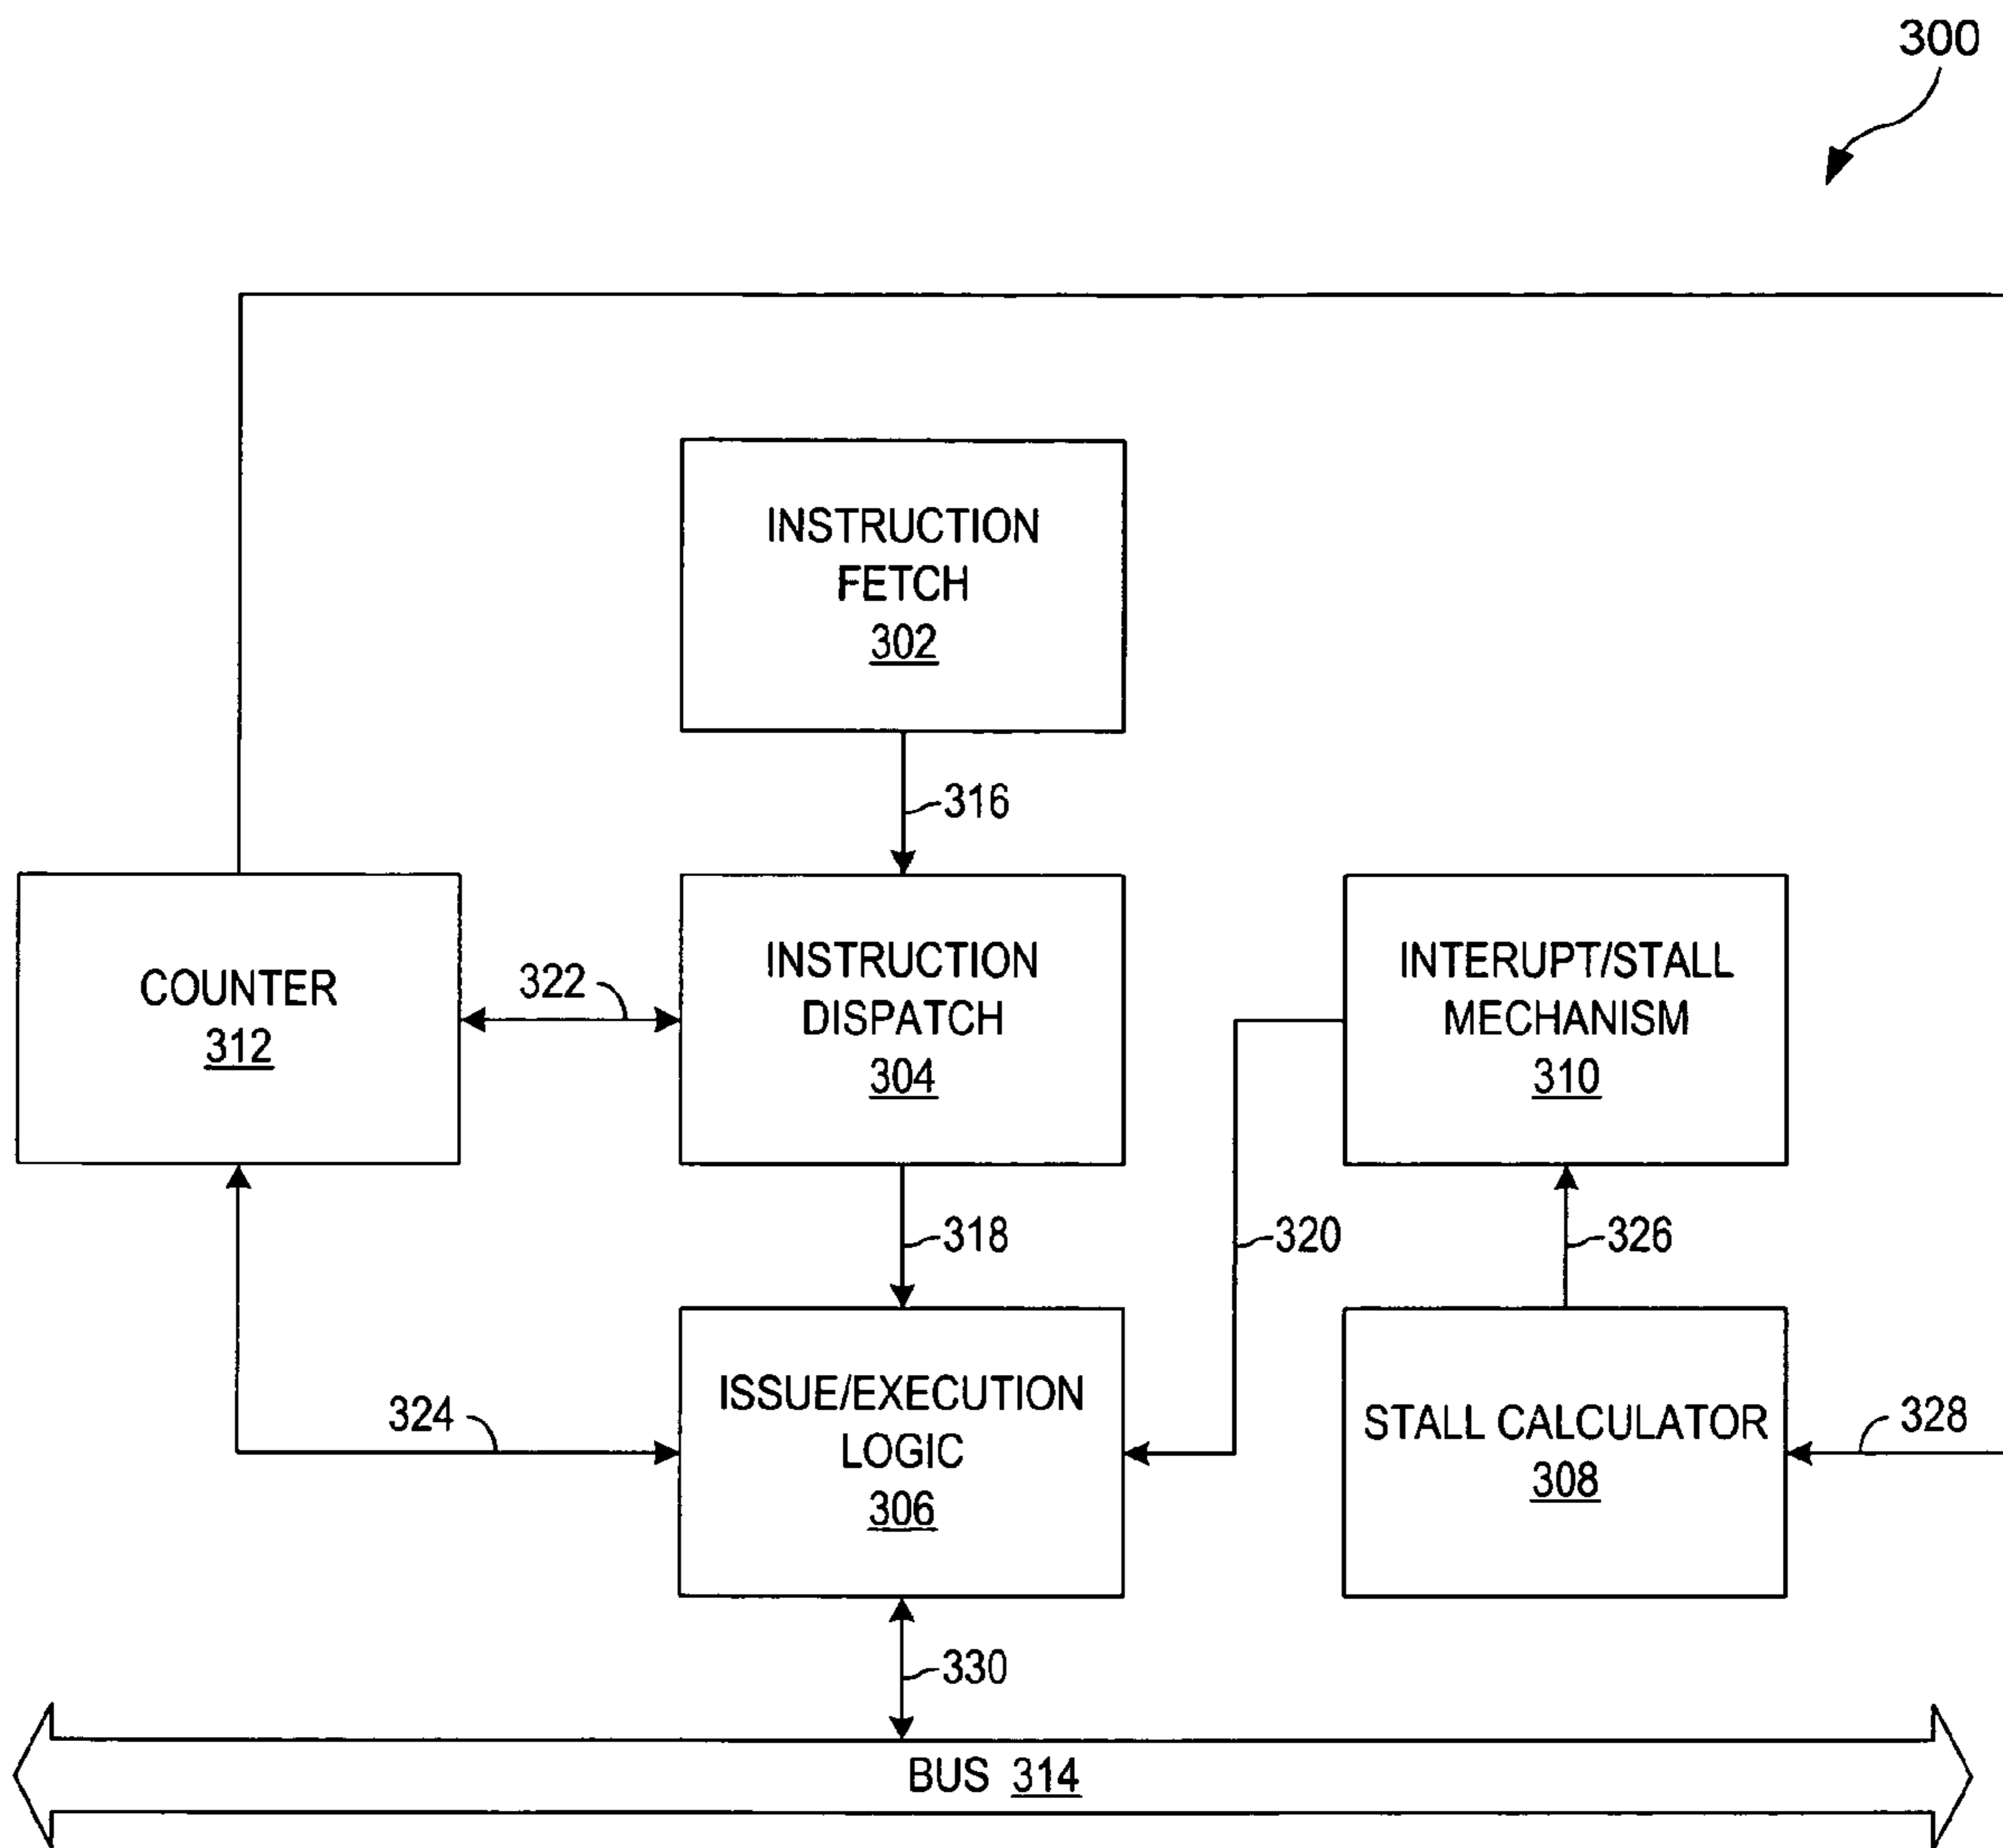 300
INSTRUCTION
FETCH
302
316
COUNTER
312
322
INSTRUCTION
DISPATCH
304
INTERUPT/STALL
MECHANISM
310
318
320
326
324
ISSUE/EXECUTION
LOGIC
306
STALL CALCULATOR
308
328
330
BUS 314